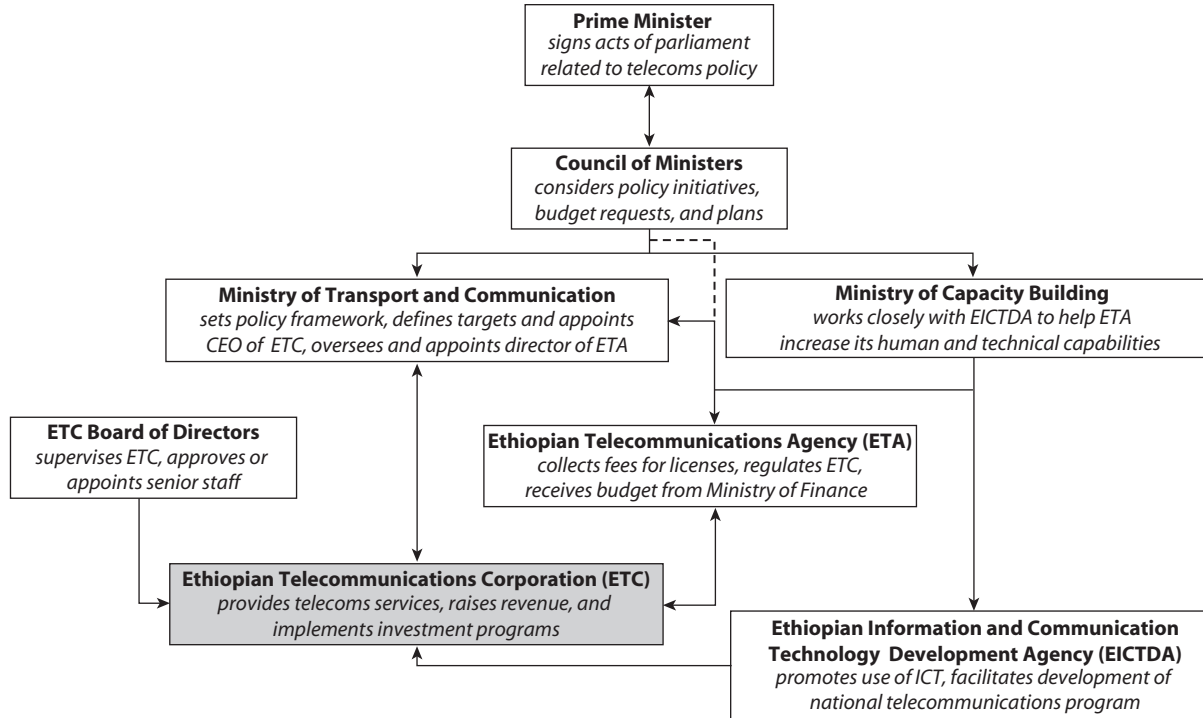 Prime Minister
signs acts of parliament
related to telecoms policy
Council of Ministers
considers policy initiatives,
budget requests, and plans
Ministry of Transport and Communication
sets policy framework, defines targets and appoints
CEO of ETC, oversees and appoints director of ETA
Ministry of Capacity Building
works closely with EICTDA to help ETA
increase its human and technical capabilities
ETC Board of Directors
supervises ETC, approves or
appoints senior staff
Ethiopian Telecommunications Agency (ETA)
collects fees for licenses, regulates ETC,
receives budget from Ministry of Finance
Ethiopian Telecommunications Corporation (ETC)
provides telecoms services, raises revenue, and
implements investment programs
Ethiopian Information and Communication
Technology Development Agency (EICTDA)
promotes use of ICT, facilitates development of
national telecommunications program